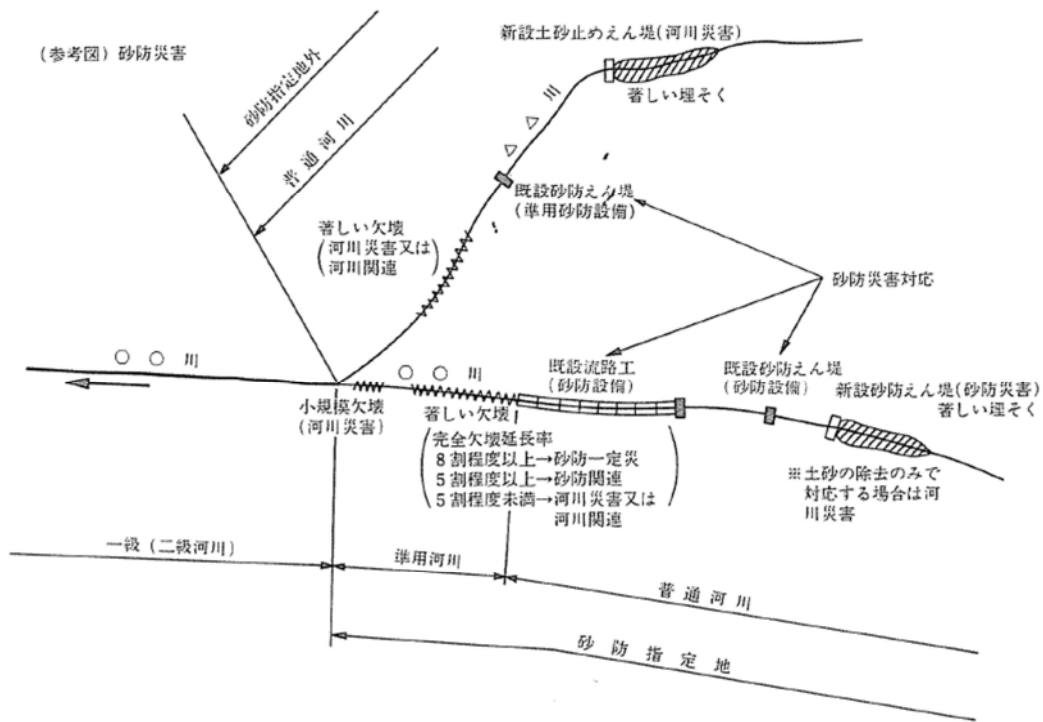 (参考図) 砂防災害
新設土砂止めえん堤(河川災害)
著しい埋そく
砂防指定地外
普通河川
△△川
既設砂防えん堤
(準用砂防設備)
著しい欠壊
(河川災害又は
河川関連)
砂防災害対応
○○川
○○川
既設流路工
(砂防設備)
既設砂防えん堤
(砂防設備)
新設砂防えん堤(砂防災害)
著しい埋そく
小規模欠壊
(河川災害)
著しい欠壊
(完全欠壊延長率
8割程度以上→砂防一定災
5割程度以上→砂防関連
5割程度未満→河川災害又は
河川関連)
※土砂の除去のみで
対応する場合は河
川災害
一級(二級河川)
準用河川
普通河川
砂防指定地